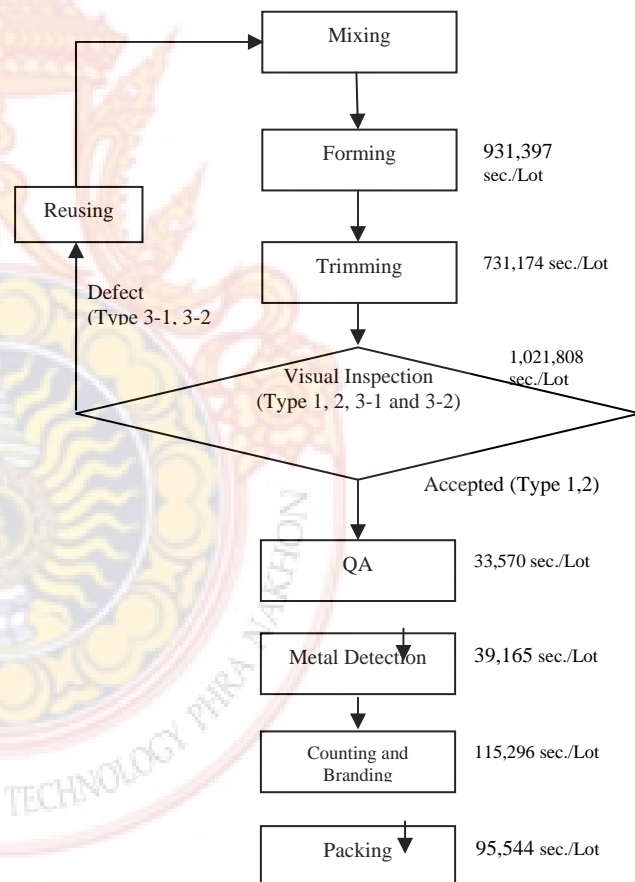 Mixing
Forming
931,397
sec./Lot
Reusing
Trimming
731,174 sec./Lot
Defect
(Type 3-1, 3-2
1,021,808
sec./Lot
Visual Inspection
(Type 1, 2, 3-1 and 3-2)
Accepted (Type 1,2)
QA
33,570 sec./Lot
Metal Detection
39,165 sec./Lot
Counting and
Branding
115,296 sec./Lot
Packing
95,544 sec./Lot
TECHNOLOGY PHRA NAKHON